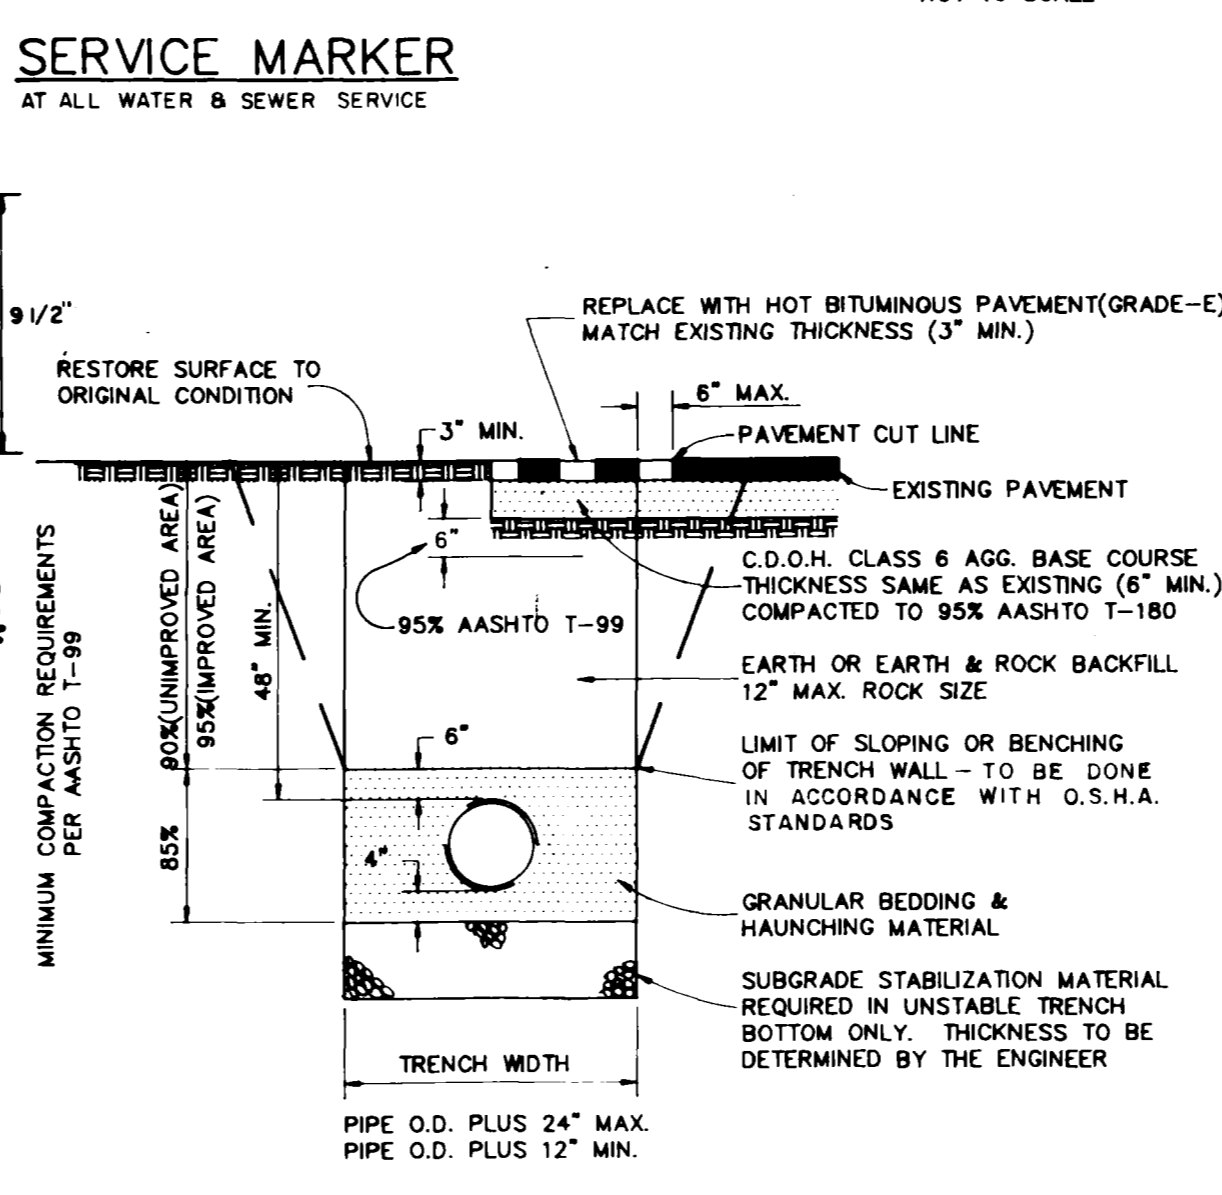 SERVICE MARKER
AT ALL WATER & SEWER SERVICE
9 1/2"
REPLACE WITH HOT BITUMINOUS PAVEMENT(GRADE-E)
MATCH EXISTING THICKNESS (3" MIN.)
RESTORE SURFACE TO
ORIGINAL CONDITION
6" MAX.
3" MIN.
PAVEMENT CUT LINE
EXISTING PAVEMENT
6"
95% AASHTO T-99
C.D.O.H. CLASS 6 AGG. BASE COURSE
THICKNESS SAME AS EXISTING (6" MIN.)
COMPACTED TO 95% AASHTO T-180
EARTH OR EARTH & ROCK BACKFILL
12" MAX. ROCK SIZE
MINIMUM COMPACTION REQUIREMENTS
PER AASHTO T-99
90%(UNIMPROVED AREA)
95%(IMPROVED AREA)
48" MIN.
85%
6"
LIMIT OF SLOPING OR BENCHING
OF TRENCH WALL - TO BE DONE
IN ACCORDANCE WITH O.S.H.A.
STANDARDS
4"
GRANULAR BEDDING &
HAUNCHING MATERIAL
SUBGRADE STABILIZATION MATERIAL
REQUIRED IN UNSTABLE TRENCH
BOTTOM ONLY. THICKNESS TO BE
DETERMINED BY THE ENGINEER
TRENCH WIDTH
PIPE O.D. PLUS 24" MAX.
PIPE O.D. PLUS 12" MIN.